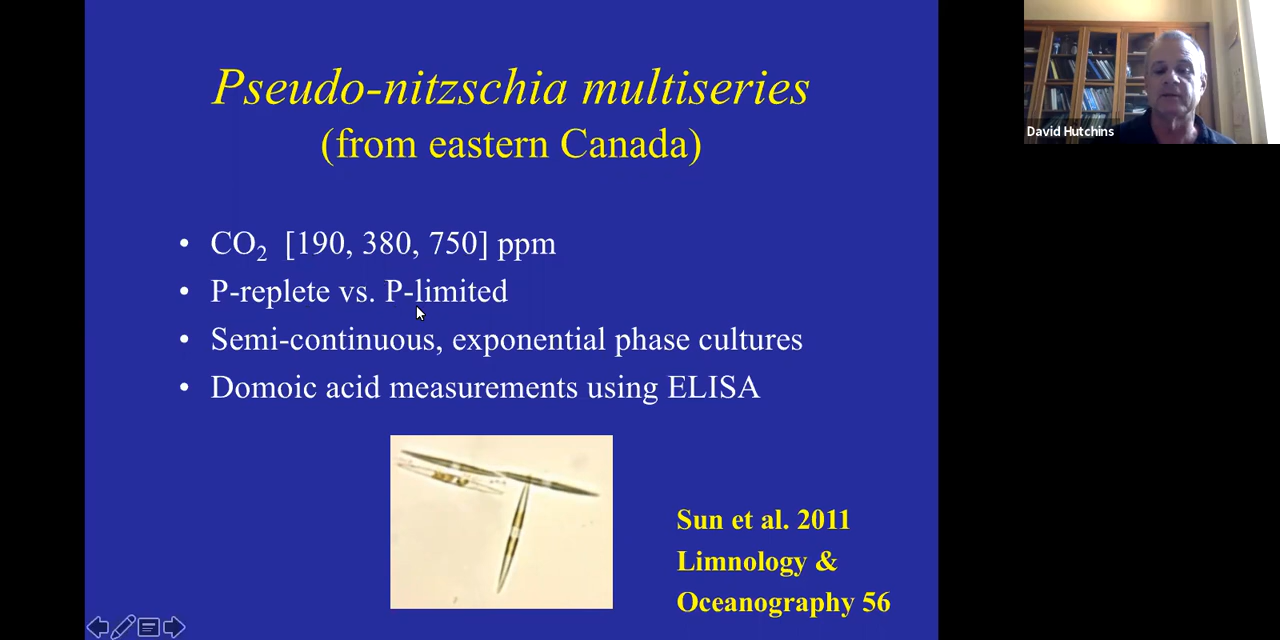 Pseudo-nitzschia multiseries
(from eastern Canada)
• CO₂ [190, 380, 750] ppm
• P-replete vs. P-limited
• Semi-continuous, exponential phase cultures
• Domoic acid measurements using ELISA
Sun et al. 2011
Limnology &
Oceanography 56
David Hutchins